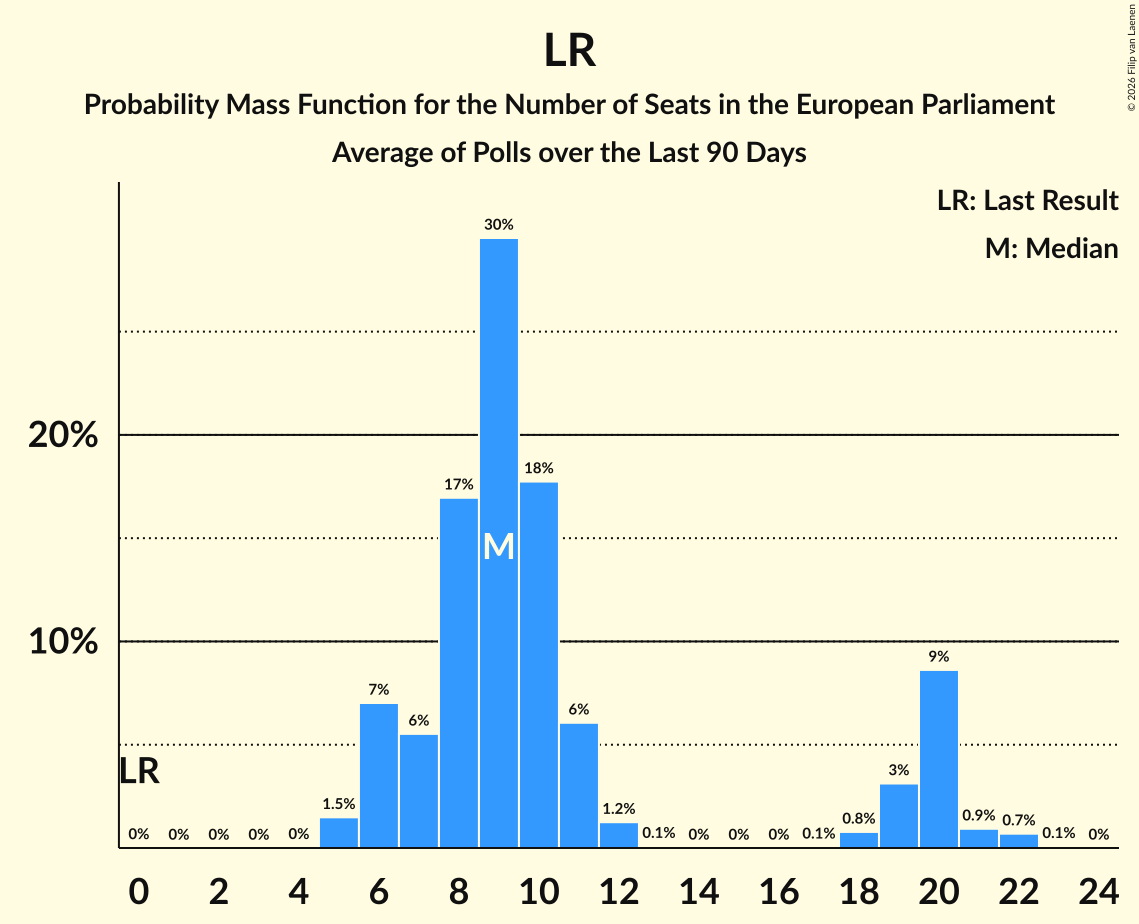 LR
Probability Mass Function for the Number of Seats in the European Parliament
Average of Polls over the Last 90 Days
© 2026 Filip van Laenen
LR: Last Result
M: Median
20%
10%
0% 0% 0% 0% 0% 1.5% 7% 6% 17% 30% 18% 6% 1.2% 0.1% 0% 0% 0% 0.1% 0.8% 3% 9% 0.9% 0.7% 0.1% 0%
M
LR
0 2 4 6 8 10 12 14 16 18 20 22 24